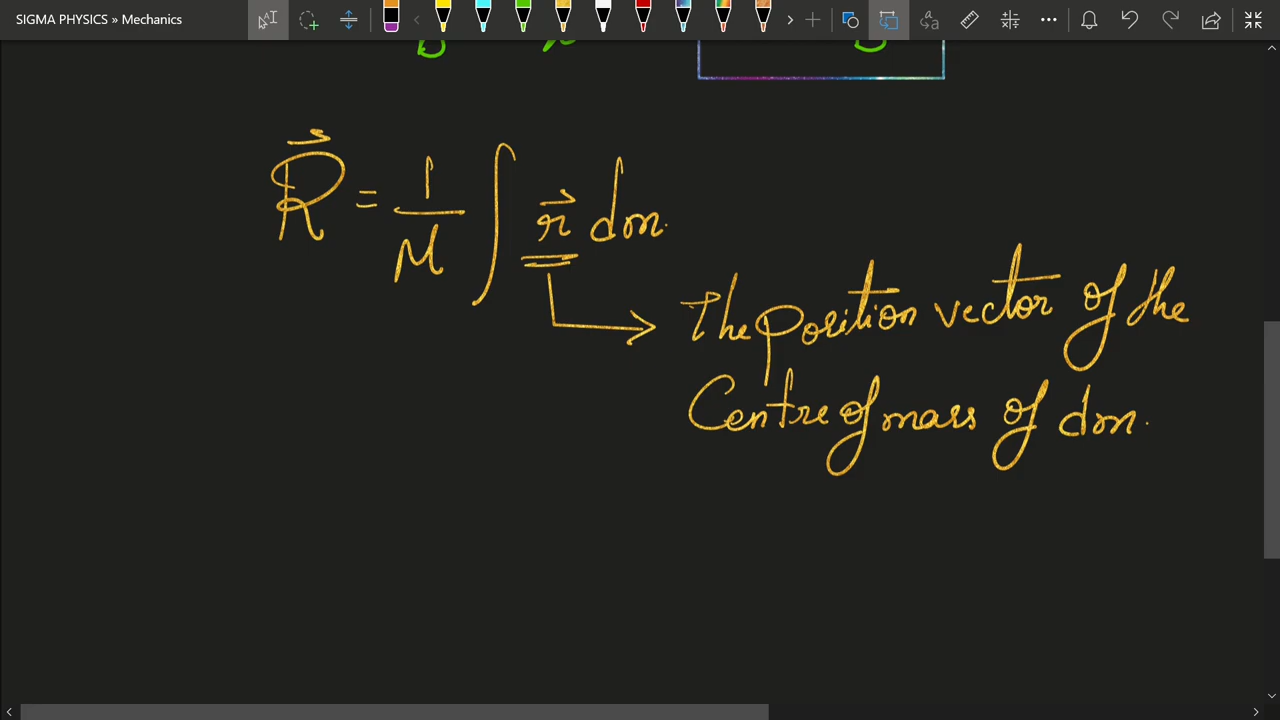 SIGMA PHYSICS » Mechanics
R⃗ = 1/M ∫ r⃗ dm.
The position vector of the
Centre of mass of dm.